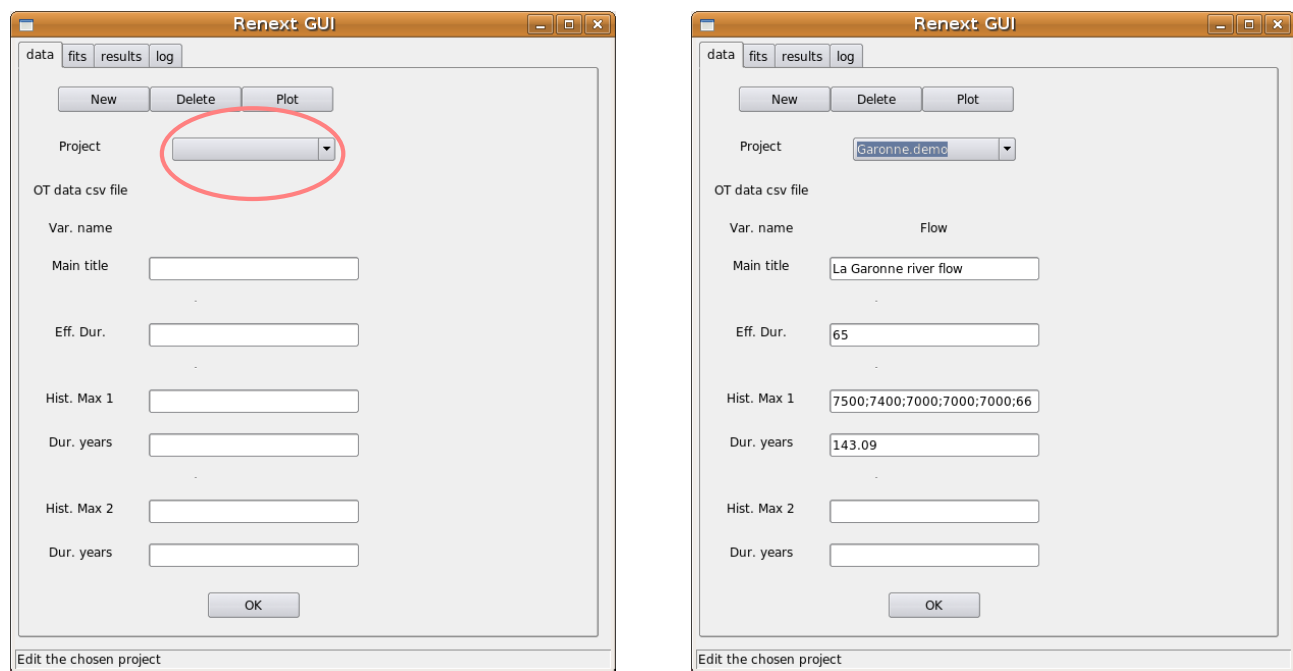 Renext GUI
data fits results log
New Delete Plot
Project
OT data csv file
Var. name
Main title
Eff. Dur.
Hist. Max 1
Dur. years
Hist. Max 2
Dur. years
OK
Edit the chosen project
Renext GUI
data fits results log
New Delete Plot
Project Garonne.demo
OT data csv file
Var. name Flow
Main title La Garonne river flow
Eff. Dur. 65
Hist. Max 1 7500;7400;7000;7000;7000;66
Dur. years 143.09
Hist. Max 2
Dur. years
OK
Edit the chosen project